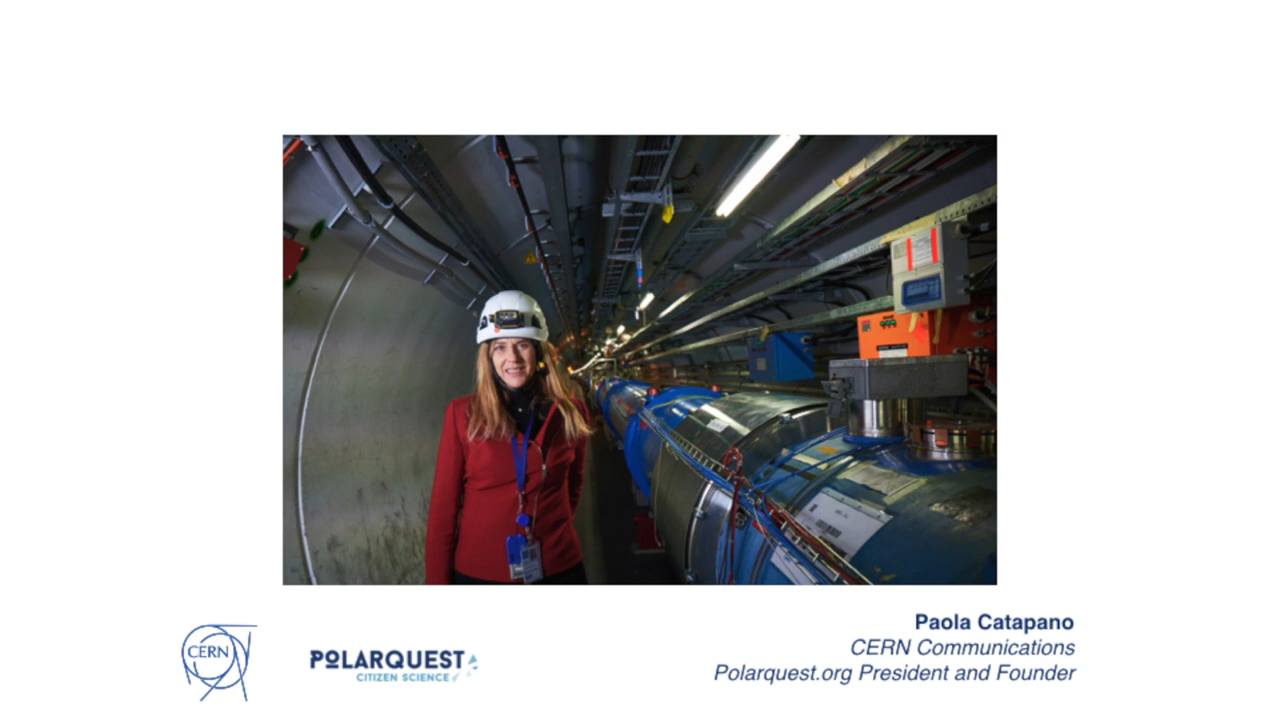 CERN
POLARQUEST
CITIZEN SCIENCE
Paola Catapano
CERN Communications
Polarquest.org President and Founder